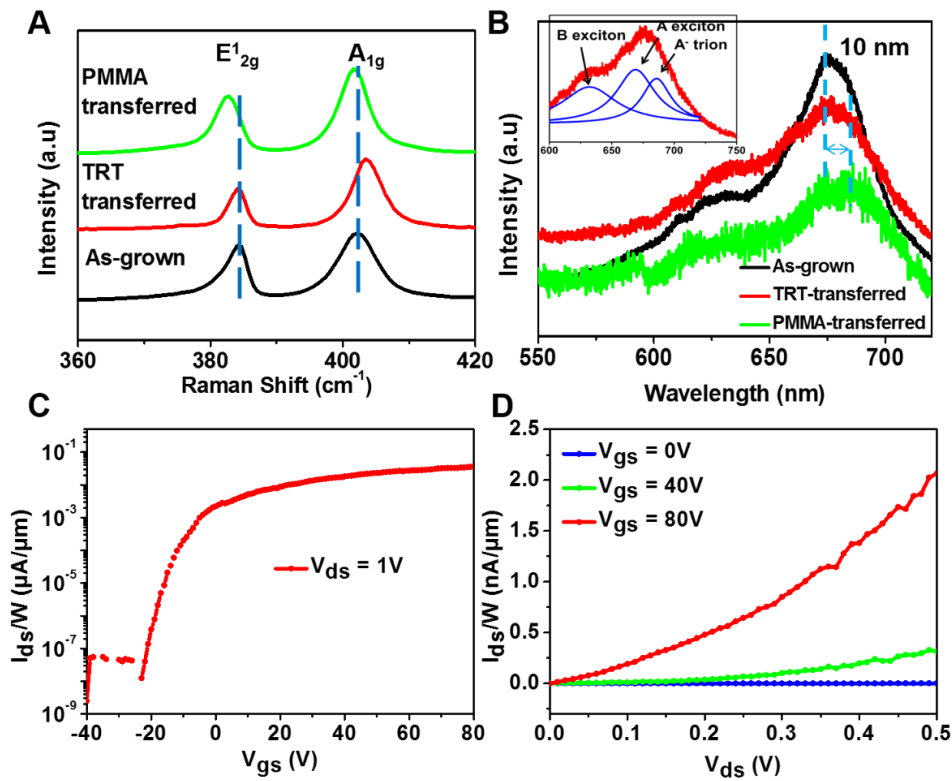 A
E¹2g
A1g
PMMA
transferred
TRT
transferred
As-grown
Intensity (a.u)
360
380
400
420
Raman Shift (cm-1)
B
B exciton
A exciton
A- trion
600
650
700
750
10 nm
Intensity (a.u)
As-grown
TRT-transferred
PMMA-transferred
550
600
650
700
Wavelength (nm)
C
10-1
10-3
10-5
10-7
10-9
Ids/W (μA/μm)
Vds = 1V
-40
-20
0
20
40
60
80
Vgs (V)
D
2.5
2.0
1.5
1.0
0.5
0.0
Ids/W (nA/μm)
Vgs = 0V
Vgs = 40V
Vgs = 80V
0.0
0.1
0.2
0.3
0.4
0.5
Vds (V)